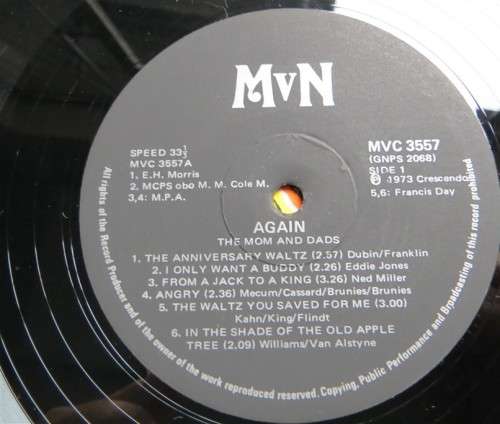 MvN
SPEED 33⅓
MVC 3557A
1, E.H. Morris
2, MCPS obo M. M. Cole M.
3,4: M.P.A.
MVC 3557
(GNPS 2068)
SIDE 1
℗ 1973 Crescendo
5,6: Francis Day
AGAIN
THE MOM AND DADS
1. THE ANNIVERSARY WALTZ (2.57) Dubin/Franklin
2. I ONLY WANT A BUDDY (2.26) Eddie Jones
3. FROM A JACK TO A KING (3.26) Ned Miller
4. ANGRY (2.36) Mecum/Cassard/Brunies/Brunies
5. THE WALTZ YOU SAVED FOR ME (3.00)
Kahn/King/Flindt
6. IN THE SHADE OF THE OLD APPLE
TREE (2.09) Williams/Van Alstyne
All rights of the Record Producers and of the owner of the work reproduced reserved. Copying, Public Performance and Broadcasting of this record prohibited